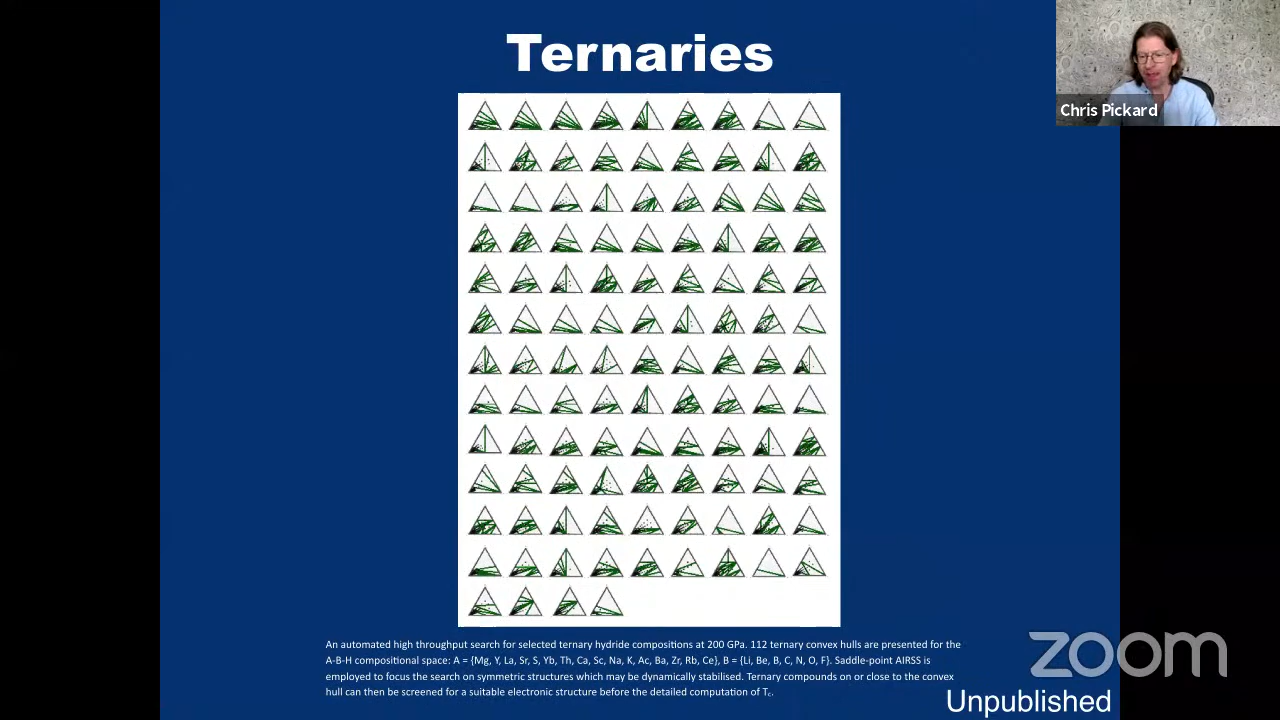 Ternaries
Chris Pickard
An automated high throughput search for selected ternary hydride compositions at 200 GPa. 112 ternary convex hulls are presented for the
A-B-H compositional space: A = {Mg, Y, La, Sr, S, Yb, Th, Ca, Sc, Na, K, Ac, Ba, Zr, Rb, Ce}, B = {Li, Be, B, C, N, O, F}. Saddle-point AIRSS is
employed to focus the search on symmetric structures which may be dynamically stabilised. Ternary compounds on or close to the convex
hull can then be screened for a suitable electronic structure before the detailed computation of Tc.
zoom
Unpublished